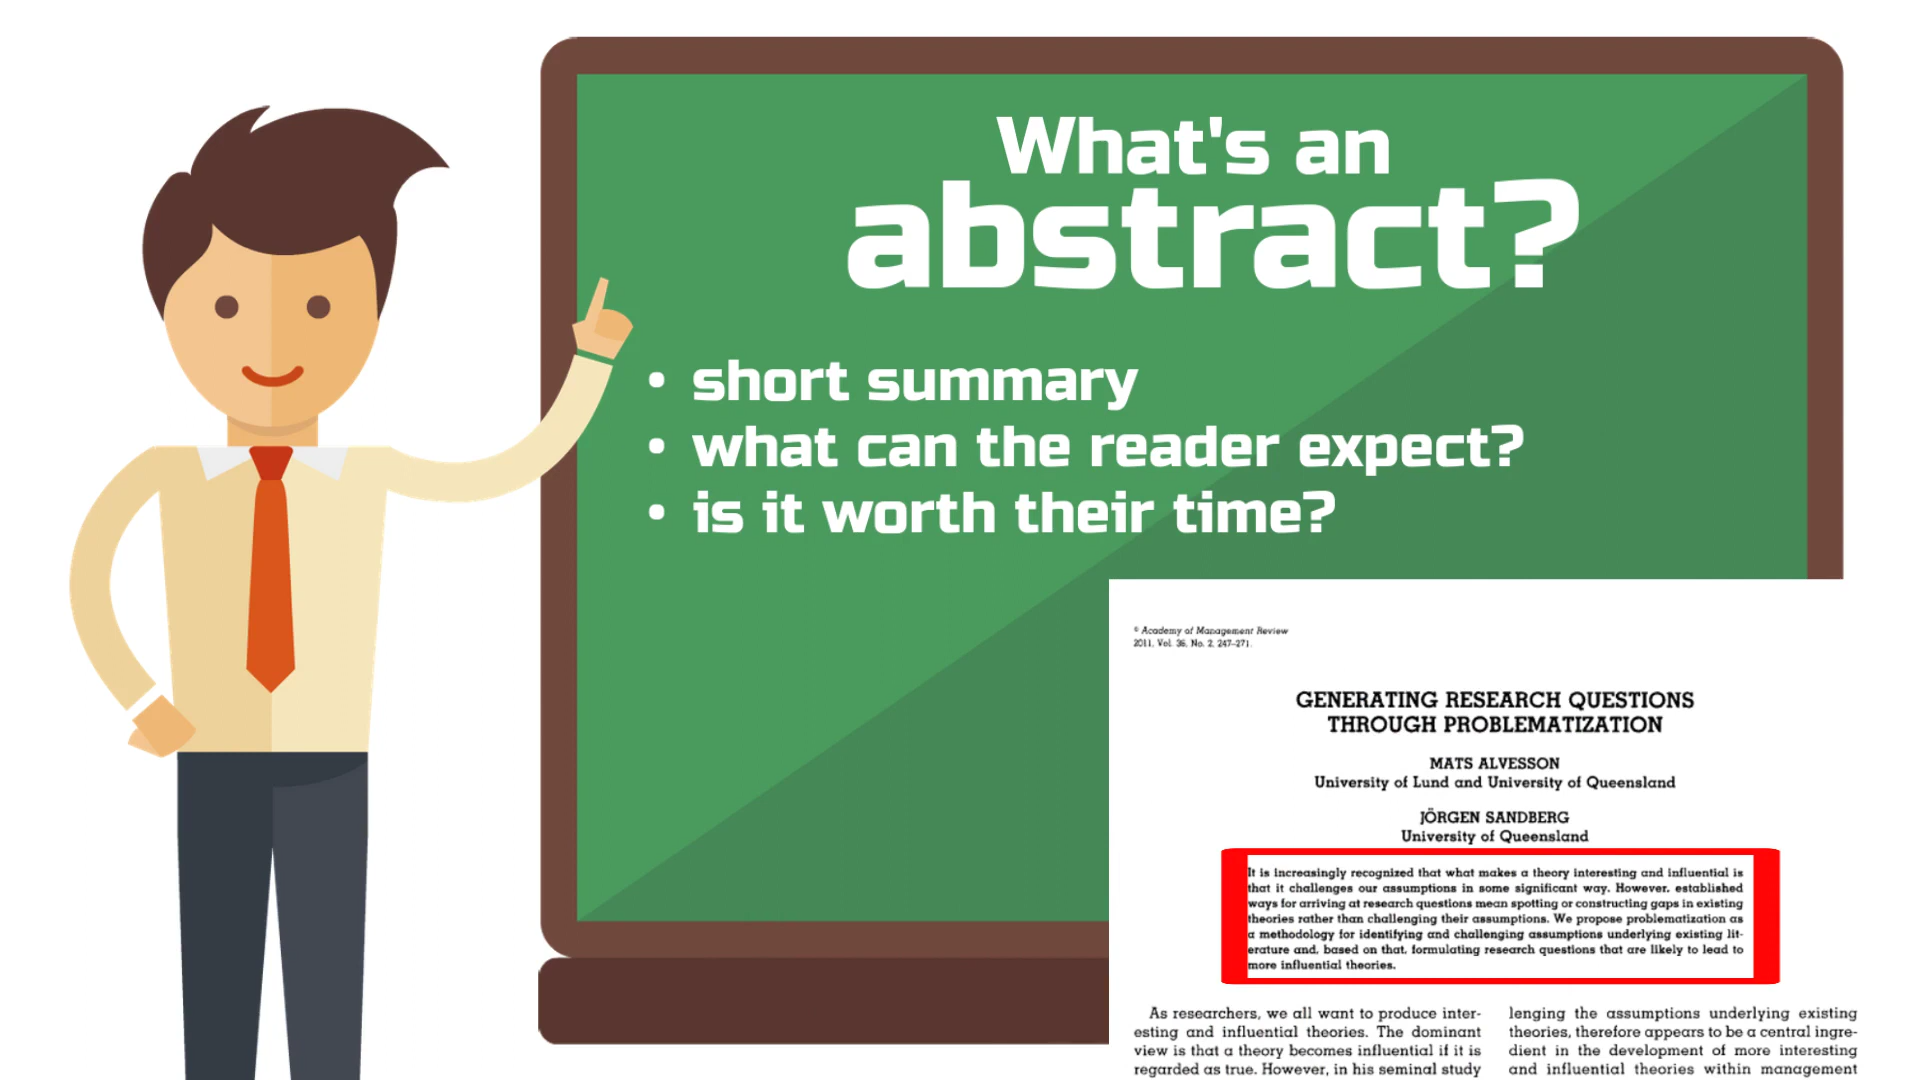 What's an
abstract?
• short summary
• what can the reader expect?
• is it worth their time?
© Academy of Management Review
2011, Vol. 36, No. 2, 247–271.
GENERATING RESEARCH QUESTIONS
THROUGH PROBLEMATIZATION
MATS ALVESSON
University of Lund and University of Queensland
JÖRGEN SANDBERG
University of Queensland
It is increasingly recognized that what makes a theory interesting and influential is
that it challenges our assumptions in some significant way. However, established
ways for arriving at research questions mean spotting or constructing gaps in existing
theories rather than challenging their assumptions. We propose problematization as
a methodology for identifying and challenging assumptions underlying existing lit-
erature and, based on that, formulating research questions that are likely to lead to
more influential theories.
As researchers, we all want to produce inter-
esting and influential theories. The dominant
view is that a theory becomes influential if it is
regarded as true. However, in his seminal study
lenging the assumptions underlying existing
theories, therefore appears to be a central ingre-
dient in the development of more interesting
and influential theories within management